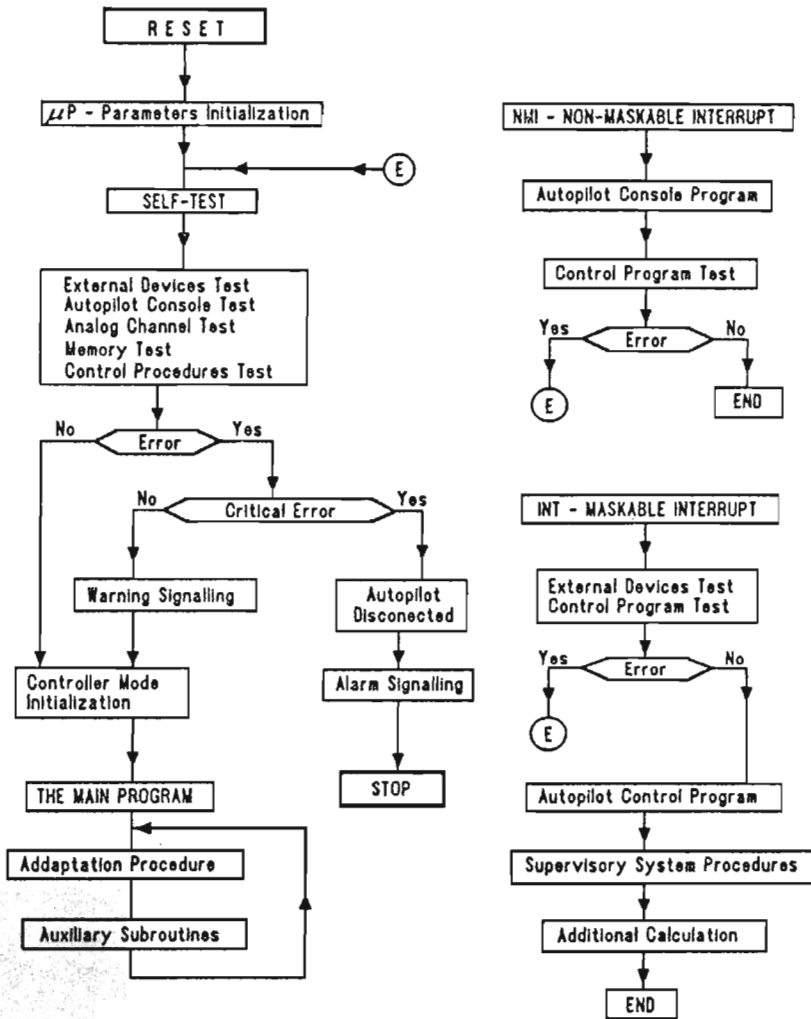 RESET
μP - Parameters Initialization
E
SELF-TEST
External Devices Test
Autopilot Console Test
Analog Channel Test
Memory Test
Control Procedures Test
No
Error
Yes
No
Critical Error
Yes
Warning Signalling
Autopilot
Disconected
Controller Mode
Initialization
Alarm Signalling
STOP
THE MAIN PROGRAM
Addaptation Procedure
Auxiliary Subroutines
NMI - NON-MASKABLE INTERRUPT
Autopilot Console Program
Control Program Test
Yes
Error
No
E
END
INT - MASKABLE INTERRUPT
External Devices Test
Control Program Test
Yes
Error
No
E
Autopilot Control Program
Supervisory System Procedures
Additional Calculation
END